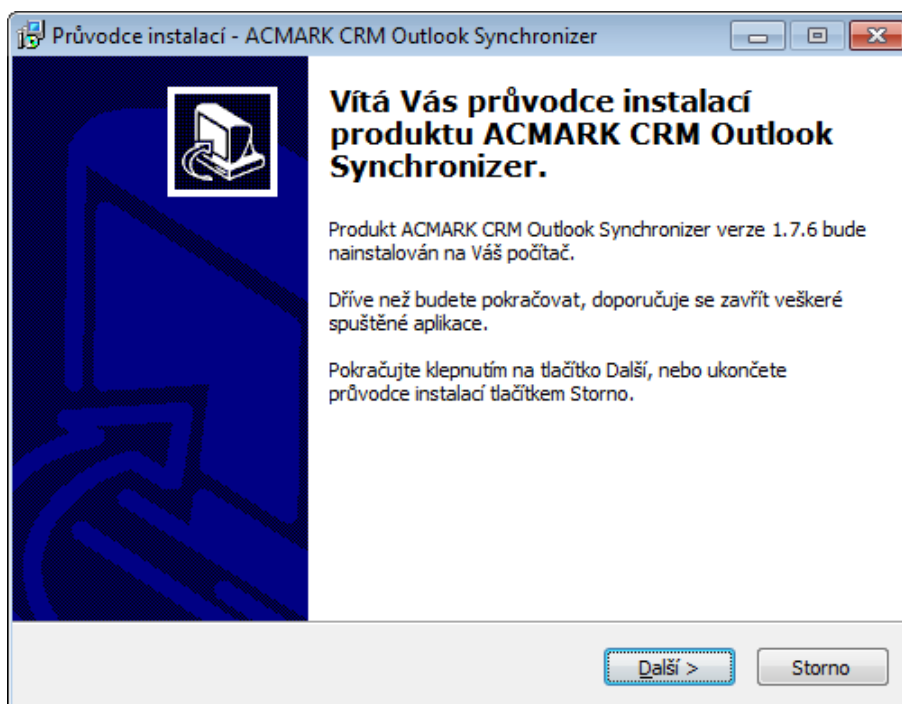 Průvodce instalací - ACMARK CRM Outlook Synchronizer
Vítá Vás průvodce instalací
produktu ACMARK CRM Outlook
Synchronizer.
Produkt ACMARK CRM Outlook Synchronizer verze 1.7.6 bude
nainstalován na Váš počítač.
Dříve než budete pokračovat, doporučuje se zavřít veškeré
spuštěné aplikace.
Pokračujte klepnutím na tlačítko Další, nebo ukončete
průvodce instalací tlačítkem Storno.
Další >
Storno